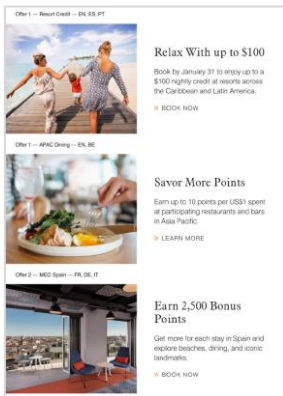 Offer 1 — Resort Credit — EN, ES, PT
Relax With up to $100
Book by January 31 to enjoy up to a
$100 nightly credit at resorts across
the Caribbean and Latin America.
» BOOK NOW
Offer 1 — APAC Dining — EN, BE
Savor More Points
Earn up to 10 points per US$1 spent
at participating restaurants and bars
in Asia Pacific.
» LEARN MORE
Offer 2 — MEO Spain — FR, DE, IT
Earn 2,500 Bonus
Points
Get more for each stay in Spain and
explore beaches, dining, and iconic
landmarks.
» BOOK NOW